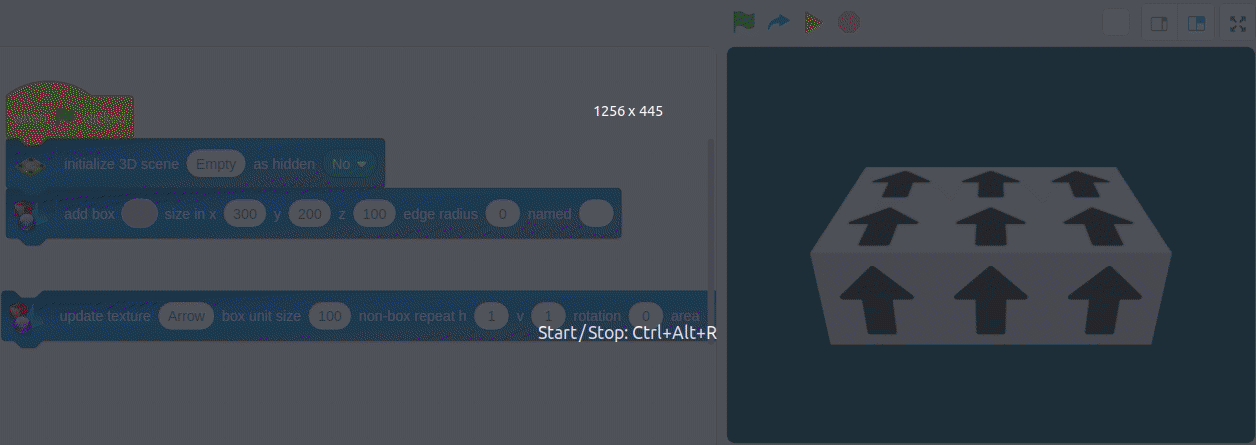 1256 x 445
initialize 3D scene Empty as hidden No
add box size in x 300 y 200 z 100 edge radius 0 named
update texture Arrow box unit size 100 non-box repeat h 1 v 1 rotation 0 area
Start/Stop: Ctrl+Alt+R